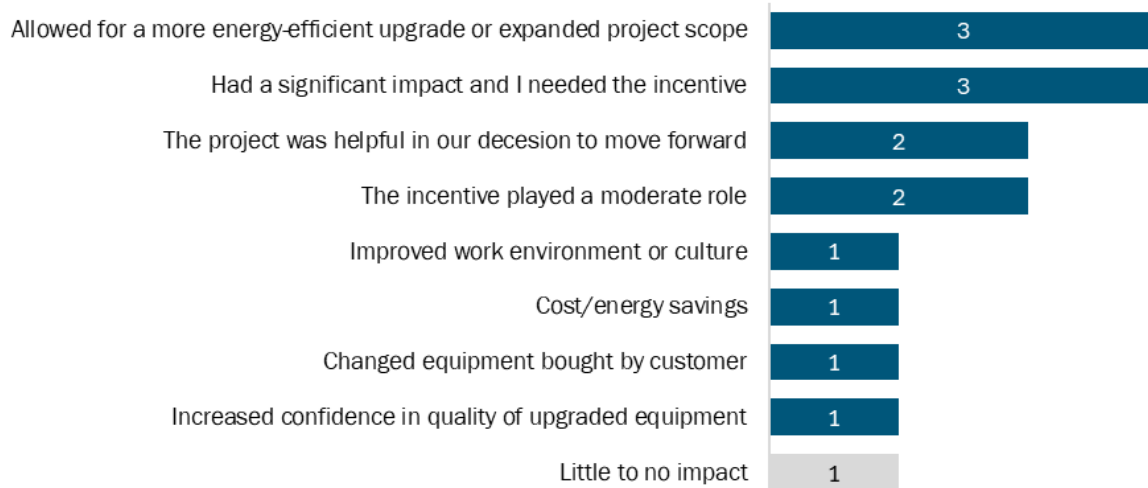 Allowed for a more energy-efficient upgrade or expanded project scope 3
Had a significant impact and I needed the incentive 3
The project was helpful in our decesion to move forward 2
The incentive played a moderate role 2
Improved work environment or culture 1
Cost/energy savings 1
Changed equipment bought by customer 1
Increased confidence in quality of upgraded equipment 1
Little to no impact 1